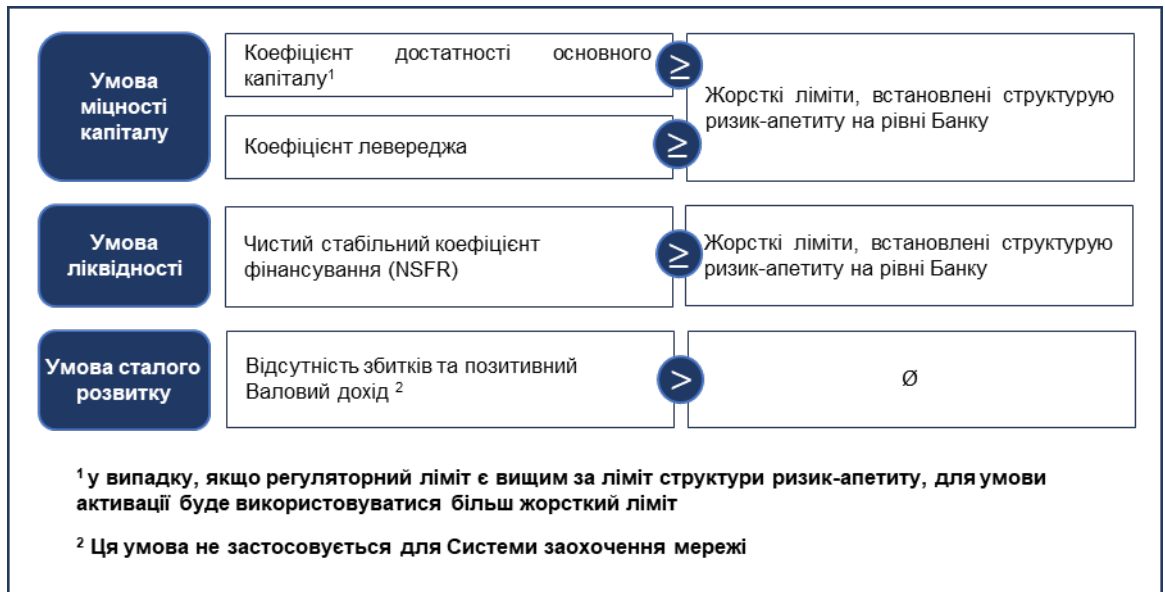 Умова
міцності
капіталу
Коефіцієнт достатності основного
капіталу¹
≥
Коефіцієнт левереджа
≥
Жорсткі ліміти, встановлені структурую
ризик-апетиту на рівні Банку
Умова
ліквідності
Чистий стабільний коефіцієнт
фінансування (NSFR)
≥
Жорсткі ліміти, встановлені структурую
ризик-апетиту на рівні Банку
Умова сталого
розвитку
Відсутність збитків та позитивний
Валовий дохід ²
>
Ø
¹ у випадку, якщо регуляторний ліміт є вищим за ліміт структури ризик-апетиту, для умови
активації буде використовуватися більш жорсткий ліміт
² Ця умова не застосовується для Системи заохочення мережі